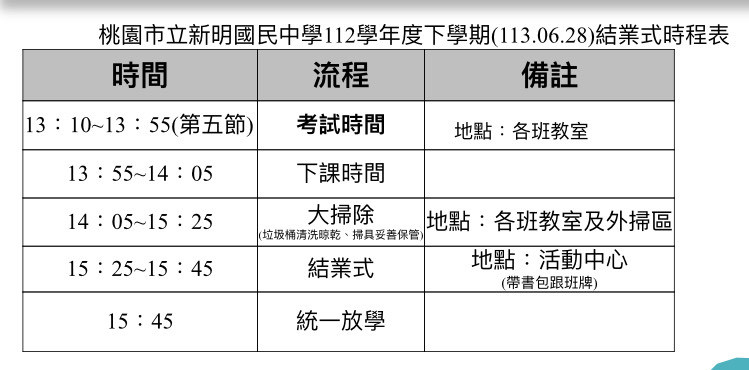 桃園市立新明國民中學112學年度下學期(113.06.28)結業式時程表
時間 流程 備註
13：10~13：55(第五節) 考試時間 地點：各班教室
13：55~14：05 下課時間
14：05~15：25 大掃除 地點：各班教室及外掃區
(垃圾桶清洗晾乾、掃具妥善保管)
15：25~15：45 結業式 地點：活動中心
(帶書包跟班牌)
15：45 統一放學